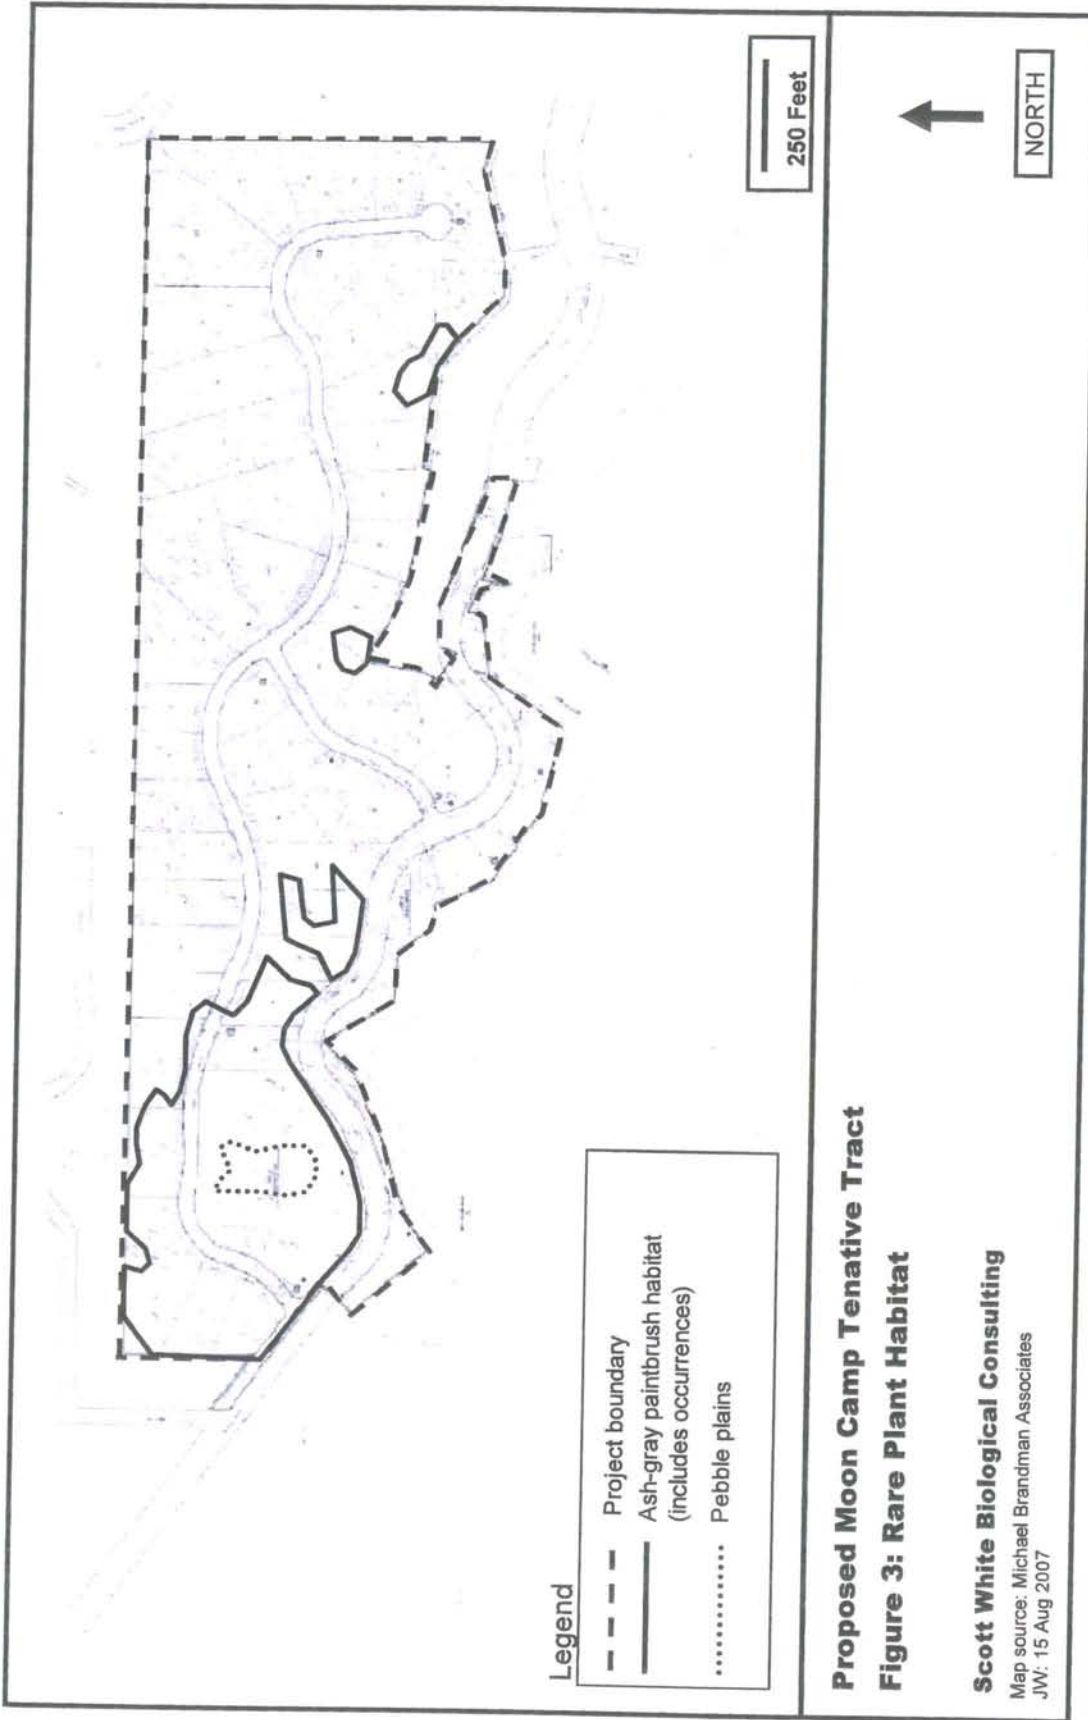 Legend
Project boundary
Ash-gray paintbrush habitat
(includes occurrences)
Pebble plains
250 Feet
Proposed Moon Camp Tenative Tract
Figure 3: Rare Plant Habitat
Scott White Biological Consulting
Map source: Michael Brandman Associates
JW: 15 Aug 2007
NORTH